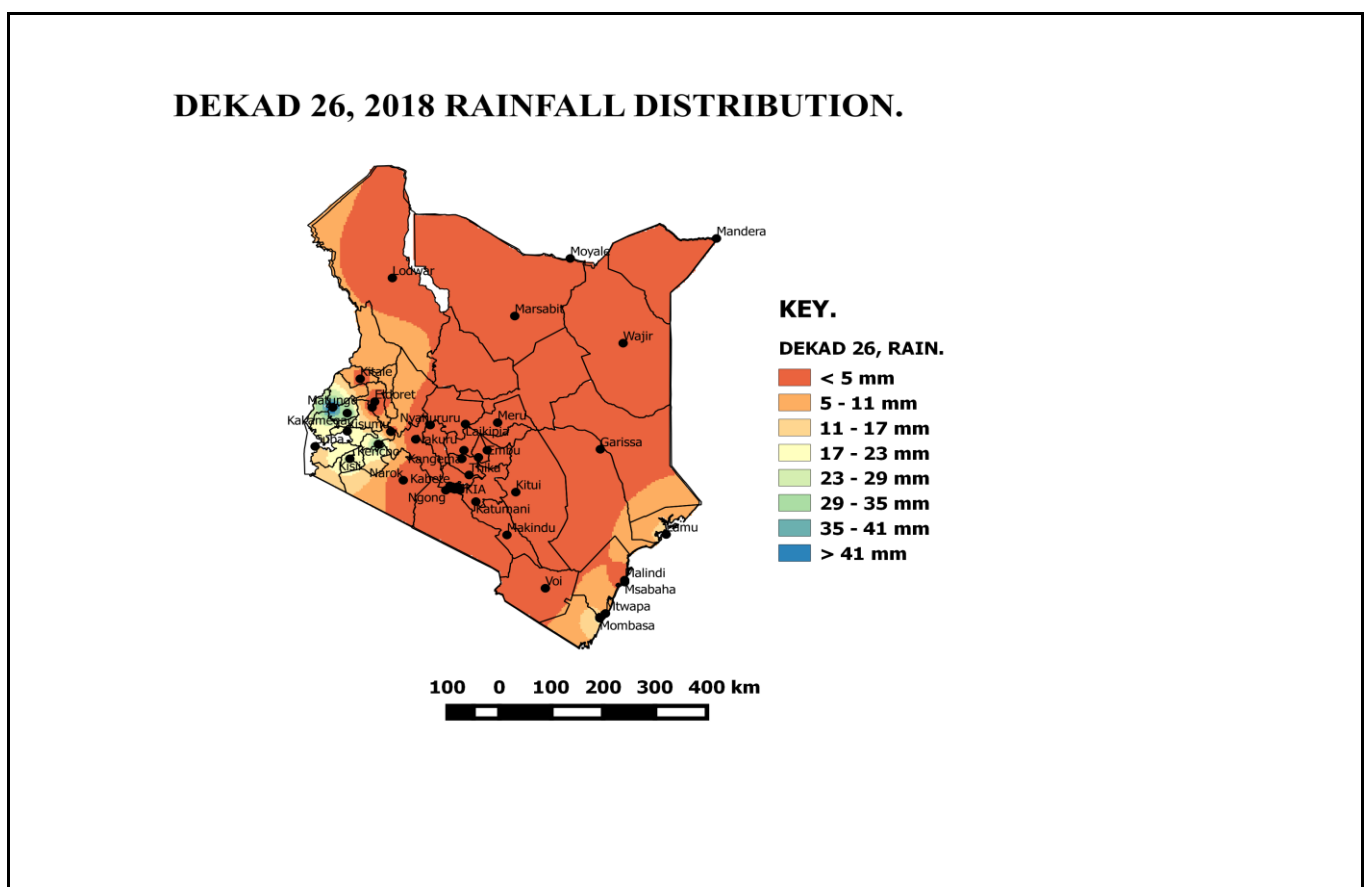 DEKAD 26, 2018 RAINFALL DISTRIBUTION.
Mandera
Moyale
Lodwar
Marsabit
Wajir
KEY.
DEKAD 26, RAIN.
< 5 mm
5 - 11 mm
11 - 17 mm
17 - 23 mm
23 - 29 mm
29 - 35 mm
35 - 41 mm
> 41 mm
Kitale
Eldoret
Matungu
Kakamega
Kisumu
Nyahururu
Meru
Laikipia
Suba
Nakuru
Garissa
Kericho
Kangema
Embu
Kisii
Thika
Narok
Kabete
Ngong
JKIA
Kitui
Katumani
Makindu
Lamu
Voi
Malindi
Msabaha
Mtwapa
Mombasa
100 0 100 200 300 400 km